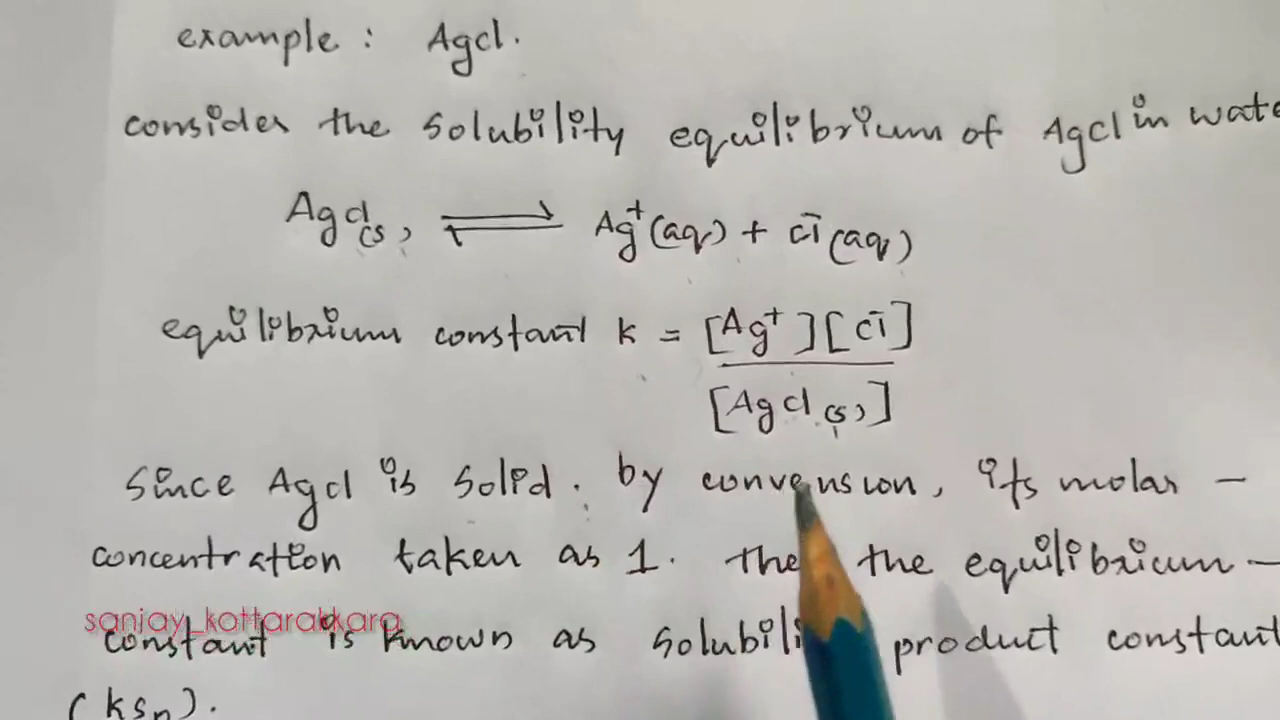 example : Agcl.
consider the solubility equilibrium of Agcl in wate
Agcl(s) ⇌ Ag⁺(aq) + cl⁻(aq)
equilibrium constant k = [Ag⁺][cl⁻]
[Agcl(s)]
since Agcl is solid. by convension, its molar –
concentration taken as 1. the the equilibrium –
sanjay_kottarakkara
constant is known as solubili product constant
(ksp).